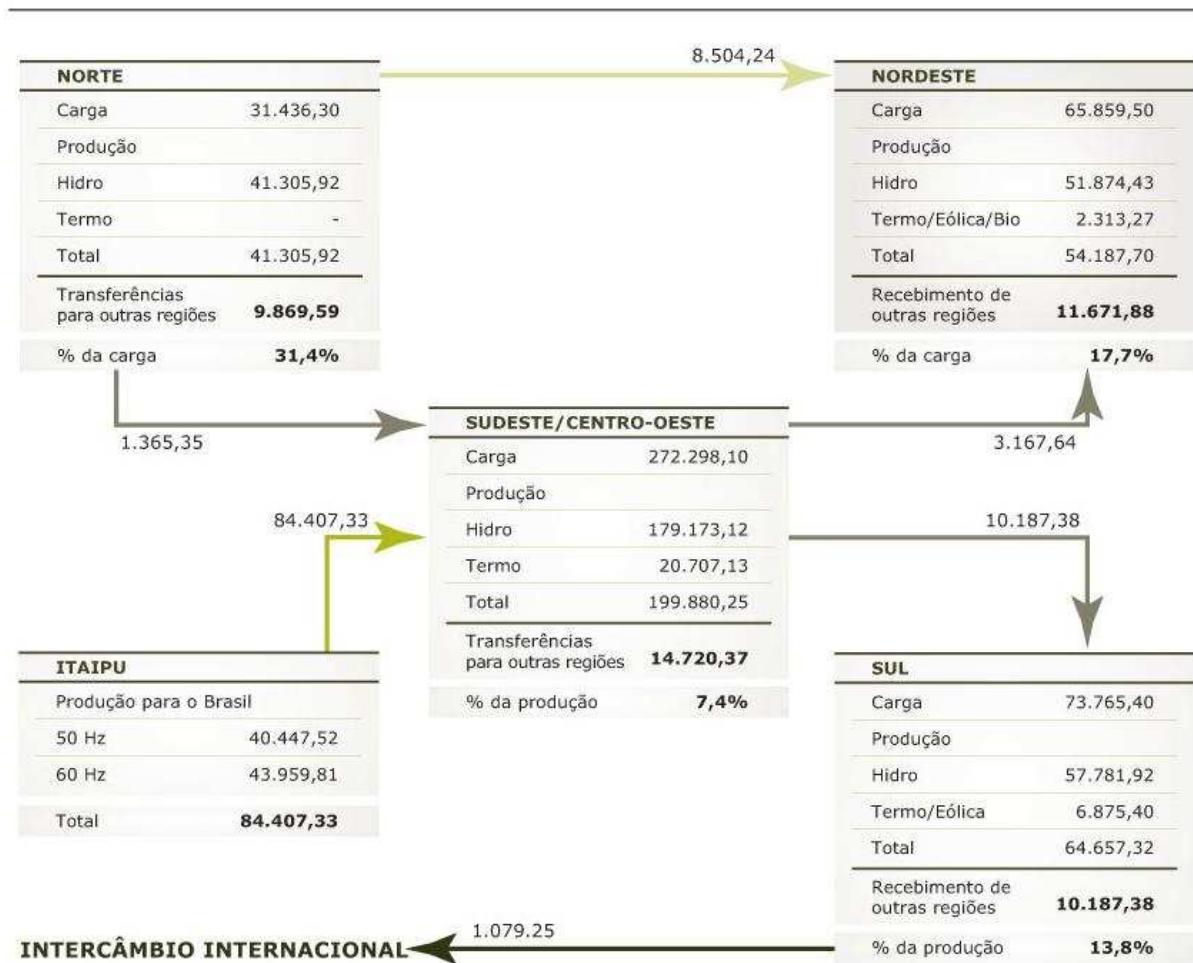 8.504,24
NORTE
Carga 31.436,30
Produção
Hidro 41.305,92
Termo -
Total 41.305,92
Transferências
para outras regiões 9.869,59
% da carga 31,4%
NORDESTE
Carga 65.859,50
Produção
Hidro 51.874,43
Termo/Eólica/Bio 2.313,27
Total 54.187,70
Recebimento de
outras regiões 11.671,88
% da carga 17,7%
1.365,35
3.167,64
SUDESTE/CENTRO-OESTE
Carga 272.298,10
Produção
Hidro 179.173,12
Termo 20.707,13
Total 199.880,25
Transferências
para outras regiões 14.720,37
% da produção 7,4%
84.407,33
10.187,38
ITAIPU
Produção para o Brasil
50 Hz 40.447,52
60 Hz 43.959,81
Total 84.407,33
SUL
Carga 73.765,40
Produção
Hidro 57.781,92
Termo/Eólica 6.875,40
Total 64.657,32
Recebimento de
outras regiões 10.187,38
% da produção 13,8%
1.079.25
INTERCÂMBIO INTERNACIONAL